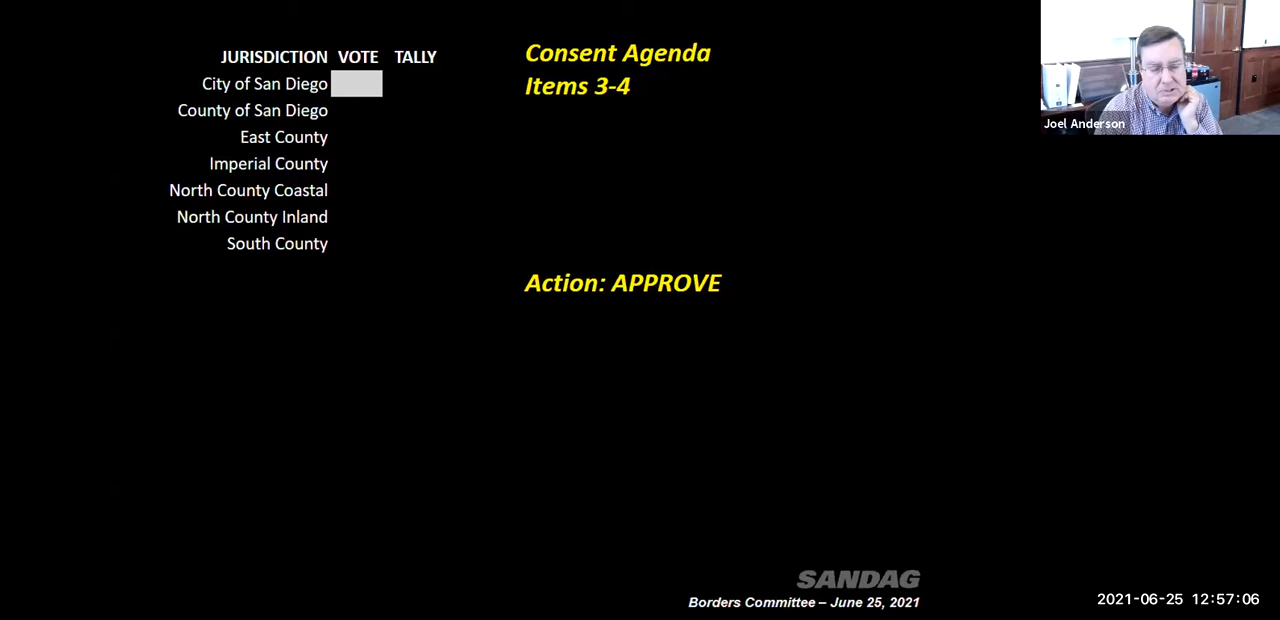 JURISDICTION VOTE TALLY
City of San Diego
County of San Diego
East County
Imperial County
North County Coastal
North County Inland
South County
Consent Agenda
Items 3-4
Action: APPROVE
Joel Anderson
SANDAG
Borders Committee – June 25, 2021
2021-06-25 12:57:06